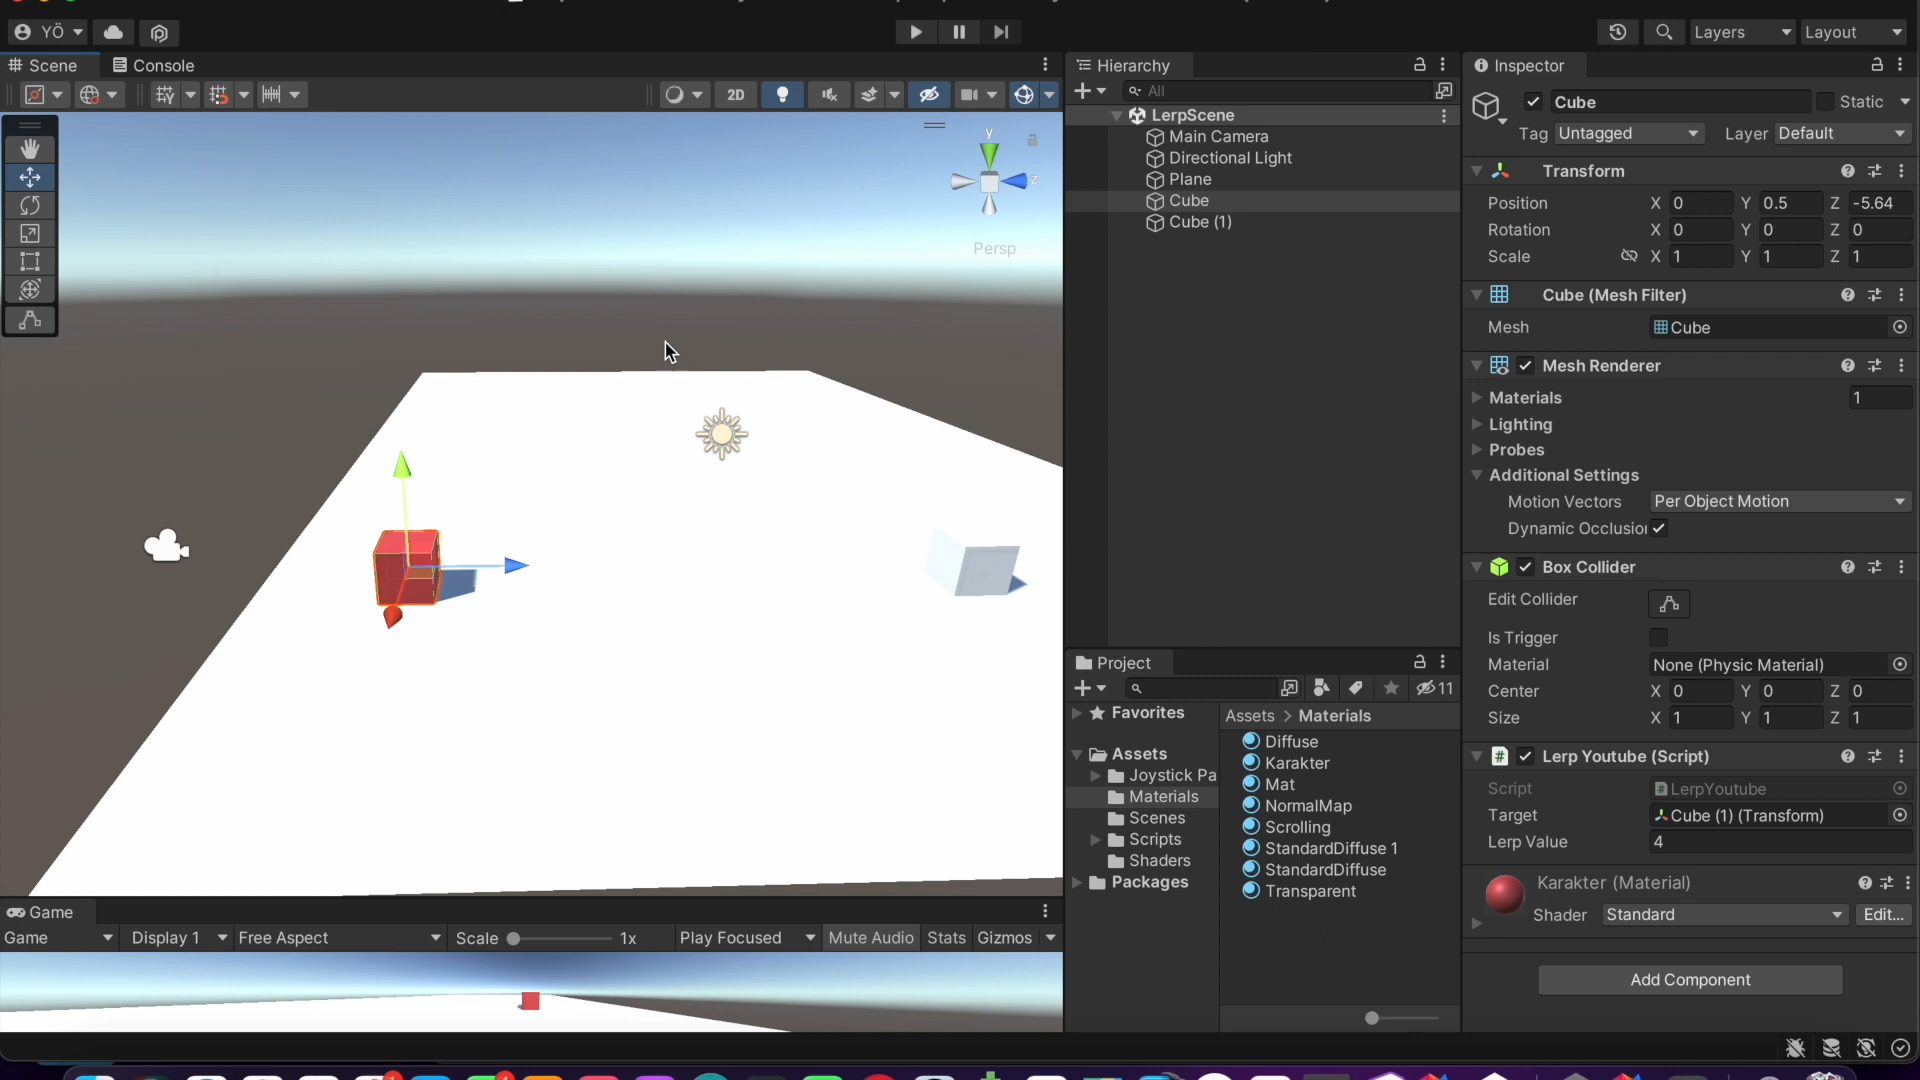 YÖ
Layers
Layout
Scene
Console
2D
y
z
Persp
Hierarchy
All
LerpScene
Main Camera
Directional Light
Plane
Cube
Cube (1)
Inspector
Cube
Static
Tag Untagged
Layer Default
Transform
Position X 0 Y 0.5 Z -5.64
Rotation X 0 Y 0 Z 0
Scale X 1 Y 1 Z 1
Cube (Mesh Filter)
Mesh Cube
Mesh Renderer
Materials 1
Lighting
Probes
Additional Settings
Motion Vectors Per Object Motion
Dynamic Occlusio
Box Collider
Edit Collider
Is Trigger
Material None (Physic Material)
Center X 0 Y 0 Z 0
Size X 1 Y 1 Z 1
Lerp Youtube (Script)
Script # LerpYoutube
Target Cube (1) (Transform)
Lerp Value 4
Karakter (Material)
Shader Standard Edit...
Add Component
Project
11
Favorites
Assets
Joystick Pa
Materials
Scenes
Scripts
Shaders
Packages
Assets > Materials
Diffuse
Karakter
Mat
NormalMap
Scrolling
StandardDiffuse 1
StandardDiffuse
Transparent
Game
Game Display 1 Free Aspect Scale 1x Play Focused Mute Audio Stats Gizmos